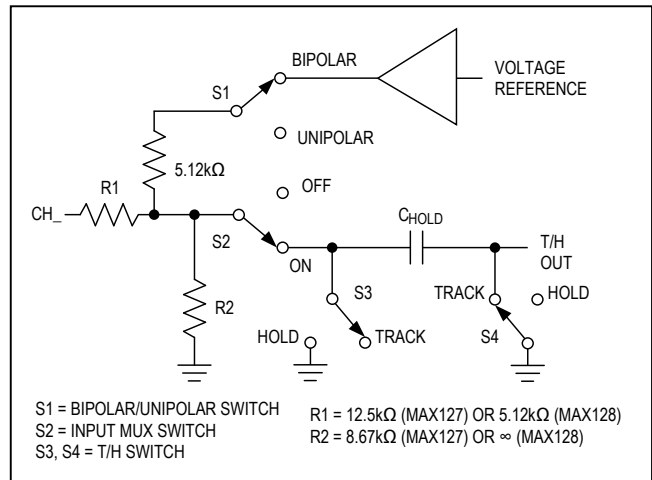 BIPOLAR
VOLTAGE
REFERENCE
S1
UNIPOLAR
5.12kΩ
OFF
R1
CH_
S2
CHOLD
ON
T/H
OUT
S3
TRACK
HOLD
R2
HOLD
TRACK
S4
S1 = BIPOLAR/UNIPOLAR SWITCH
S2 = INPUT MUX SWITCH
S3, S4 = T/H SWITCH
R1 = 12.5kΩ (MAX127) OR 5.12kΩ (MAX128)
R2 = 8.67kΩ (MAX127) OR ∞ (MAX128)